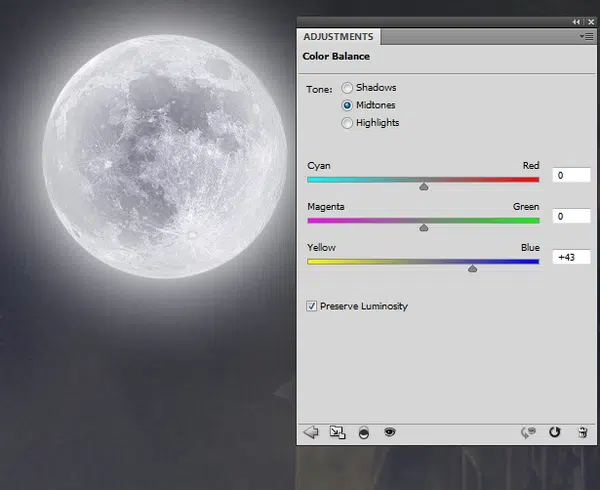 ADJUSTMENTS
Color Balance
Tone: Shadows
Midtones
Highlights
Cyan Red 0
Magenta Green 0
Yellow Blue +43
Preserve Luminosity